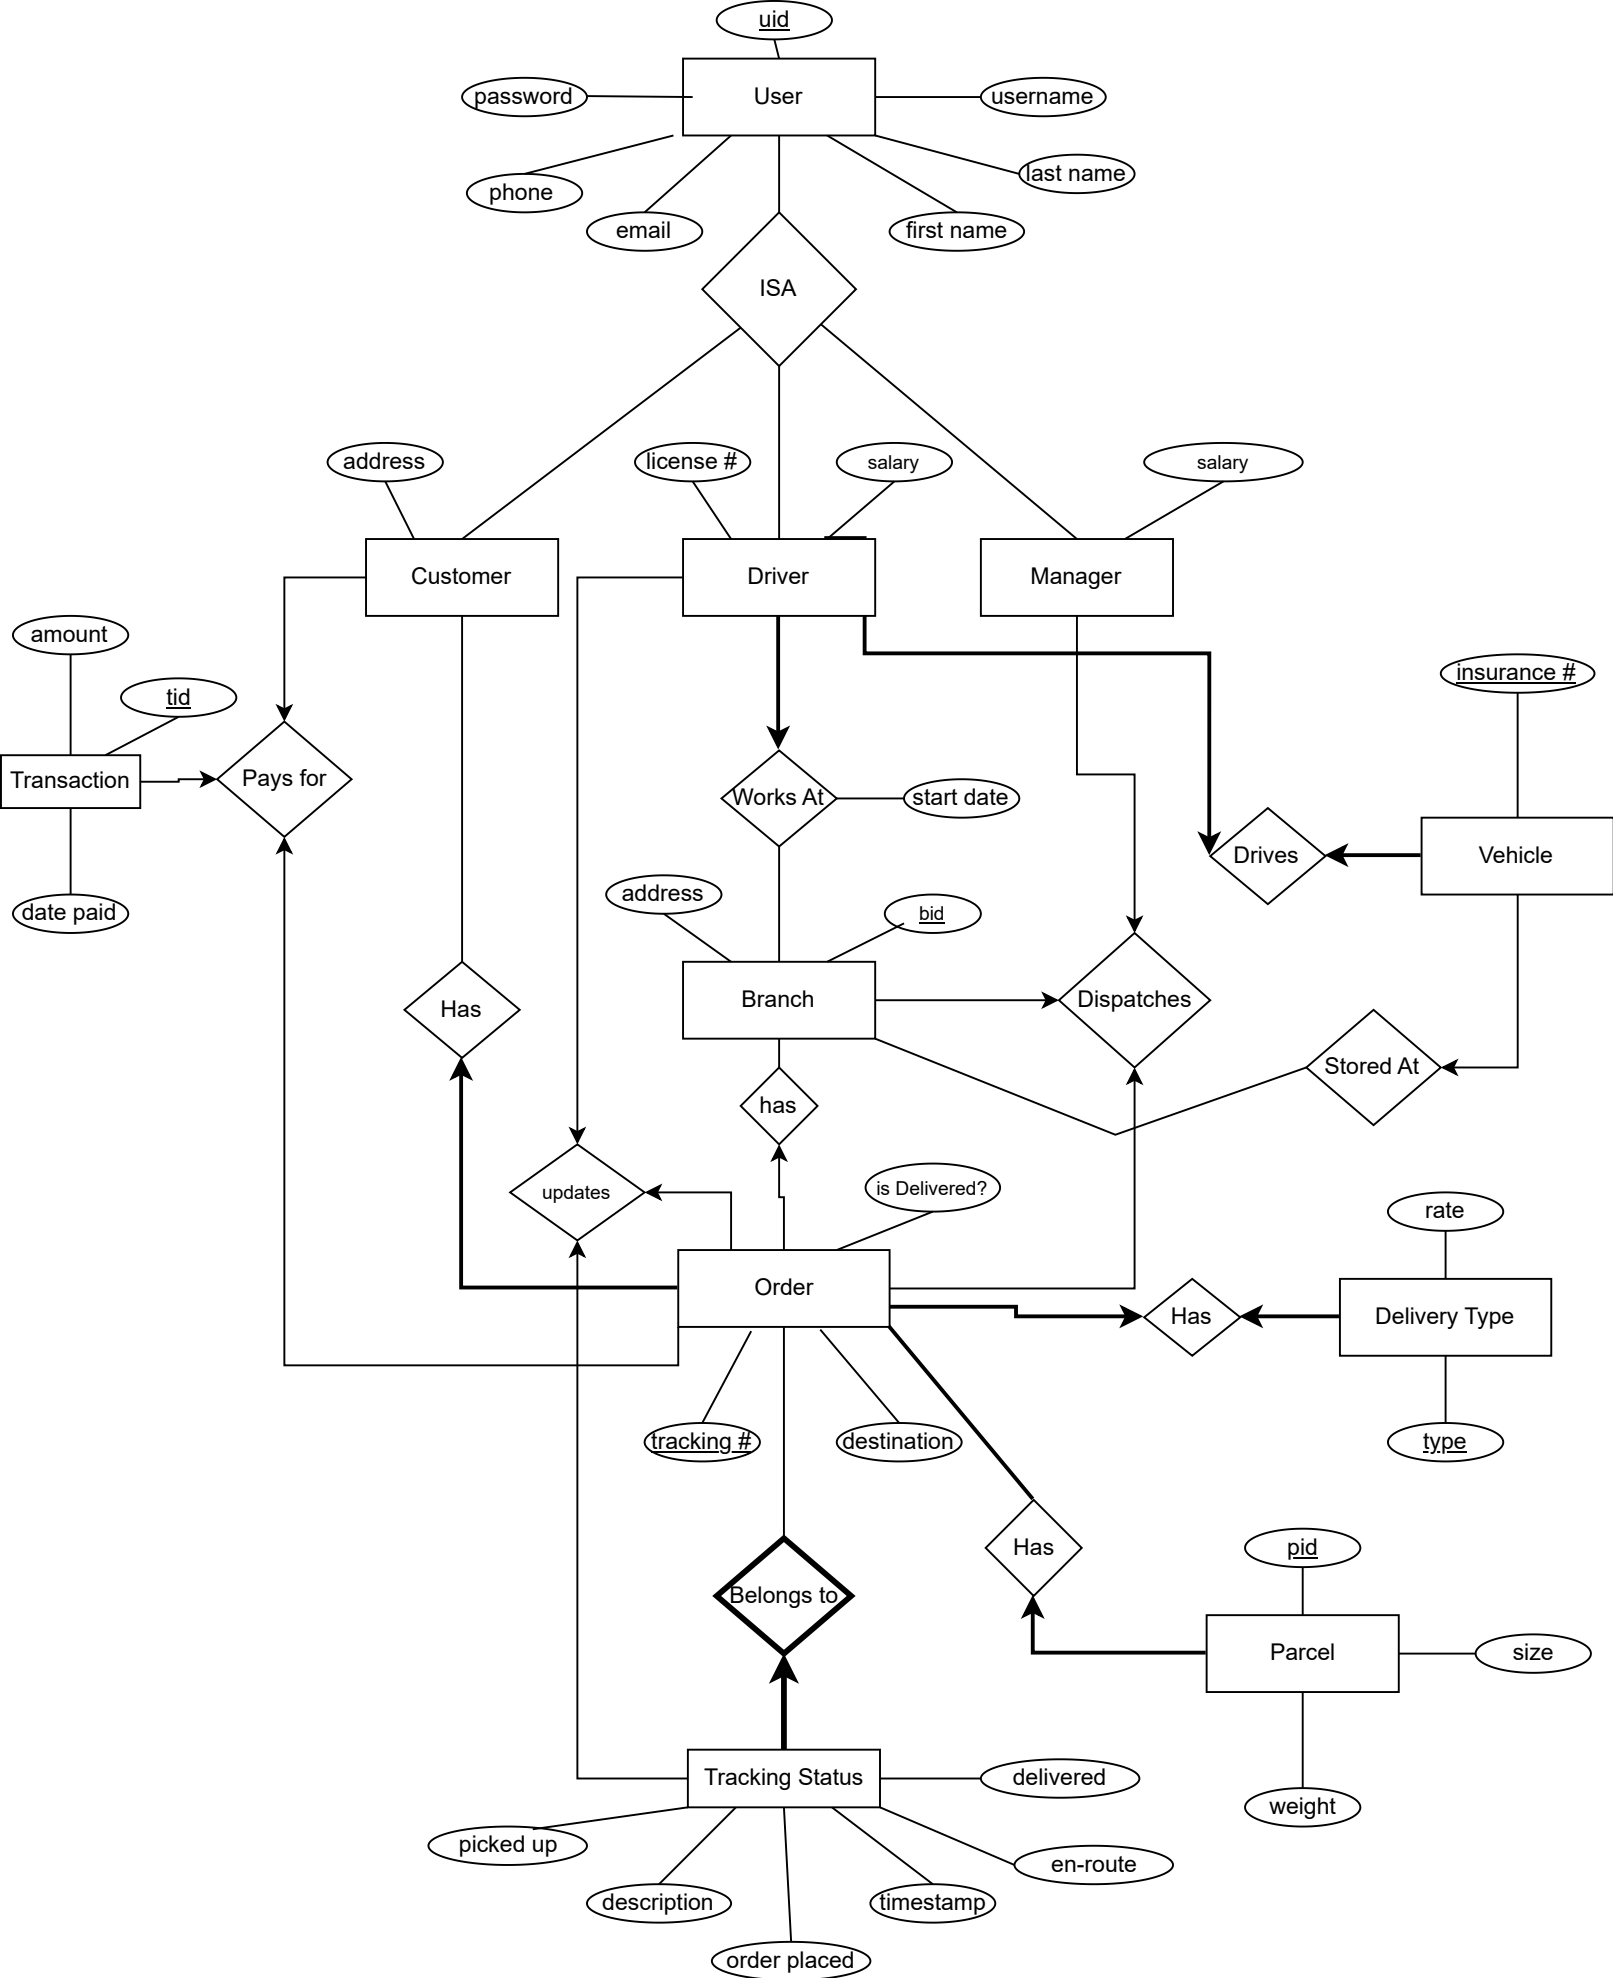 uid
password
User
username
phone
last name
email
first name
ISA
address
license #
salary
salary
Customer
Driver
Manager
amount
tid
insurance #
Transaction
Pays for
Works At
start date
Drives
Vehicle
date paid
address
bid
Has
Branch
Dispatches
Stored At
has
updates
is Delivered?
rate
Order
Has
Delivery Type
tracking #
destination
type
Has
pid
Belongs to
Parcel
size
Tracking Status
delivered
weight
picked up
en-route
description
timestamp
order placed